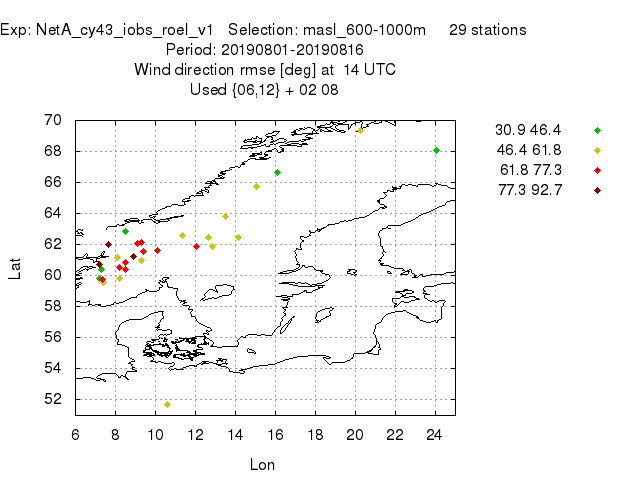 Exp: NetA_cy43_iobs_roel_v1 Selection: masl_600-1000m 29 stations
Period: 20190801-20190816
Wind direction rmse [deg] at 14 UTC
Used {06,12} + 02 08
30.9 46.4
46.4 61.8
61.8 77.3
77.3 92.7
70
68
66
64
62
60
58
56
54
52
Lat
6 8 10 12 14 16 18 20 22 24
Lon